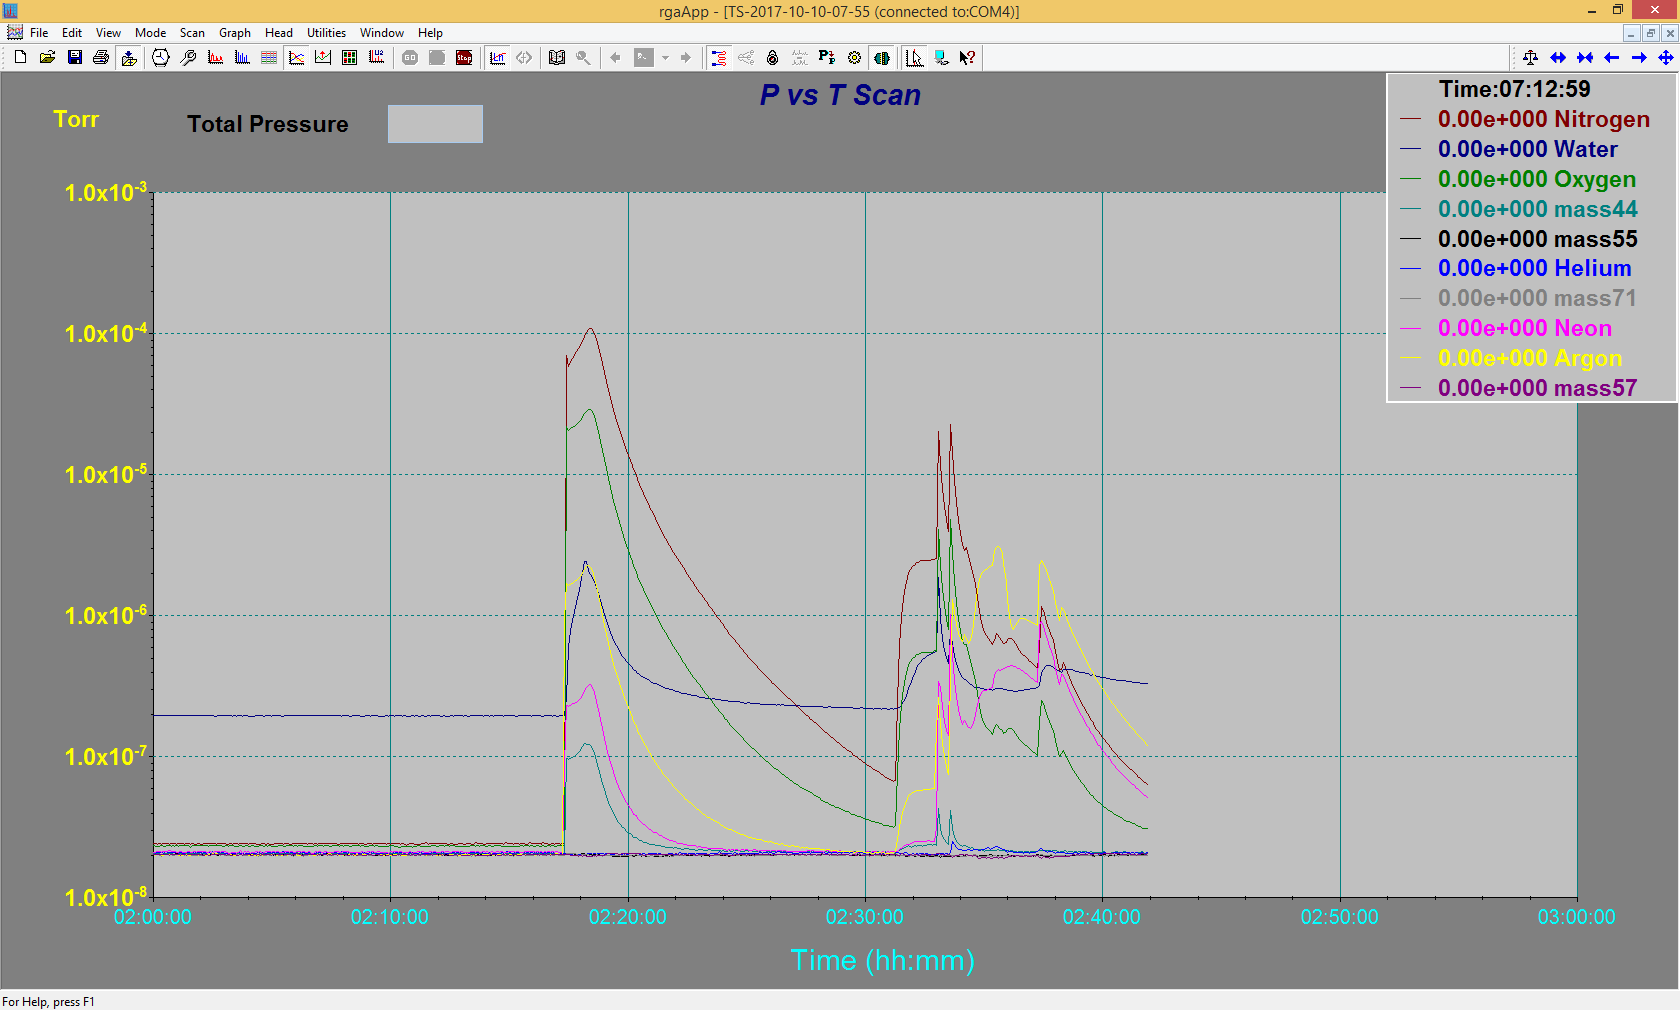 rgaApp - [TS-2017-10-10-07-55 (connected to:COM4)]
File Edit View Mode Scan Graph Head Utilities Window Help
GO Stop
P vs T Scan
Torr
Total Pressure
Time:07:12:59
0.00e+000 Nitrogen
0.00e+000 Water
0.00e+000 Oxygen
0.00e+000 mass44
0.00e+000 mass55
0.00e+000 Helium
0.00e+000 mass71
0.00e+000 Neon
0.00e+000 Argon
0.00e+000 mass57
1.0x10-3
1.0x10-4
1.0x10-5
1.0x10-6
1.0x10-7
1.0x10-8
02:00:00 02:10:00 02:20:00 02:30:00 02:40:00 02:50:00 03:00:00
Time (hh:mm)
For Help, press F1